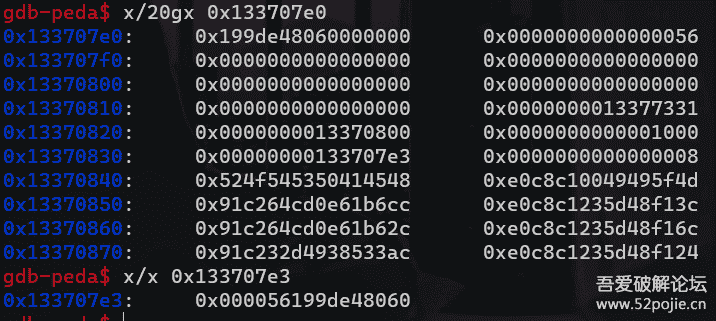 gdb-peda$ x/20gx 0x133707e0
0x133707e0: 0x199de48060000000 0x0000000000000056
0x133707f0: 0x0000000000000000 0x0000000000000000
0x13370800: 0x0000000000000000 0x0000000000000000
0x13370810: 0x0000000000000000 0x0000000013377331
0x13370820: 0x0000000013370800 0x0000000000001000
0x13370830: 0x00000000133707e3 0x0000000000000008
0x13370840: 0x524f545350414548 0xe0c8c10049495f4d
0x13370850: 0x91c264cd0e61b6cc 0xe0c8c1235d48f13c
0x13370860: 0x91c264cd0e61b62c 0xe0c8c1235d48f16c
0x13370870: 0x91c232d4938533ac 0xe0c8c1235d48f124
gdb-peda$ x/x 0x133707e3
0x133707e3: 0x000056199de48060
吾爱破解论坛
www.52pojie.cn